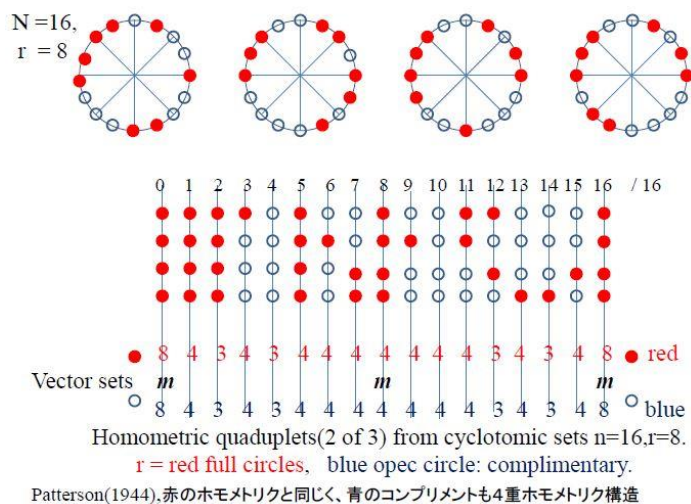 N =16,
r = 8
0 1 2 3 4 5 6 7 8 9 10 11 12 13 14 15 16 / 16
8 4 3 4 3 4 4 4 4 4 4 4 3 4 3 4 8 red
Vector sets m m m
8 4 3 4 3 4 4 4 4 4 4 4 3 4 3 4 8 blue
Homometric quaduplets(2 of 3) from cyclotomic sets n=16,r=8.
r = red full circles, blue opec circle: complimentary.
Patterson(1944),赤のホモメトリクと同じく、青のコンプリメントも4重ホモメトリク構造